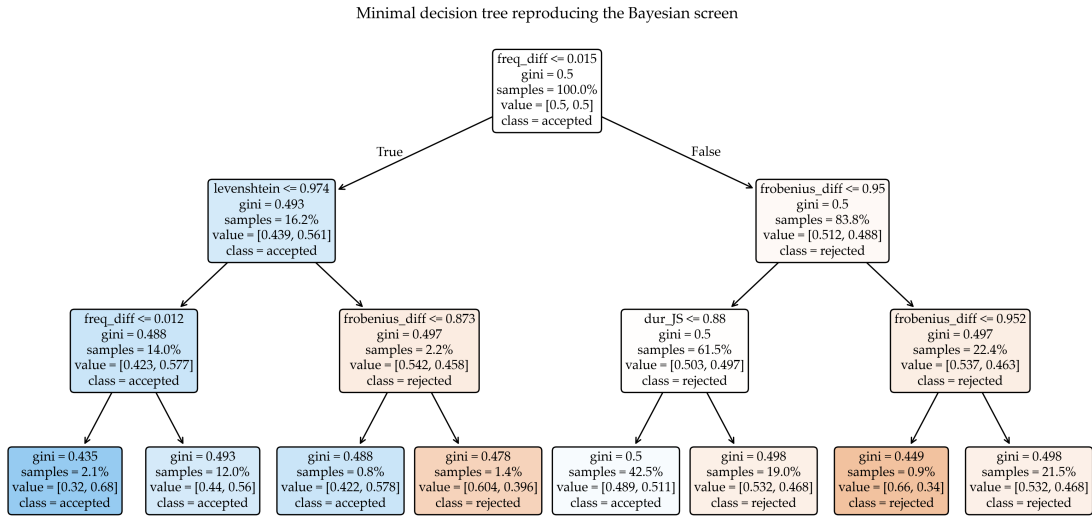 Minimal decision tree reproducing the Bayesian screen
freq_diff <= 0.015
gini = 0.5
samples = 100.0%
value = [0.5, 0.5]
class = accepted
True
False
levenshtein <= 0.974
gini = 0.493
samples = 16.2%
value = [0.439, 0.561]
class = accepted
frobenius_diff <= 0.95
gini = 0.5
samples = 83.8%
value = [0.512, 0.488]
class = rejected
freq_diff <= 0.012
gini = 0.488
samples = 14.0%
value = [0.423, 0.577]
class = accepted
frobenius_diff <= 0.873
gini = 0.497
samples = 2.2%
value = [0.542, 0.458]
class = rejected
dur_JS <= 0.88
gini = 0.5
samples = 61.5%
value = [0.503, 0.497]
class = rejected
frobenius_diff <= 0.952
gini = 0.497
samples = 22.4%
value = [0.537, 0.463]
class = rejected
gini = 0.435
samples = 2.1%
value = [0.32, 0.68]
class = accepted
gini = 0.493
samples = 12.0%
value = [0.44, 0.56]
class = accepted
gini = 0.488
samples = 0.8%
value = [0.422, 0.578]
class = accepted
gini = 0.478
samples = 1.4%
value = [0.604, 0.396]
class = rejected
gini = 0.5
samples = 42.5%
value = [0.489, 0.511]
class = accepted
gini = 0.498
samples = 19.0%
value = [0.532, 0.468]
class = rejected
gini = 0.449
samples = 0.9%
value = [0.66, 0.34]
class = rejected
gini = 0.498
samples = 21.5%
value = [0.532, 0.468]
class = rejected